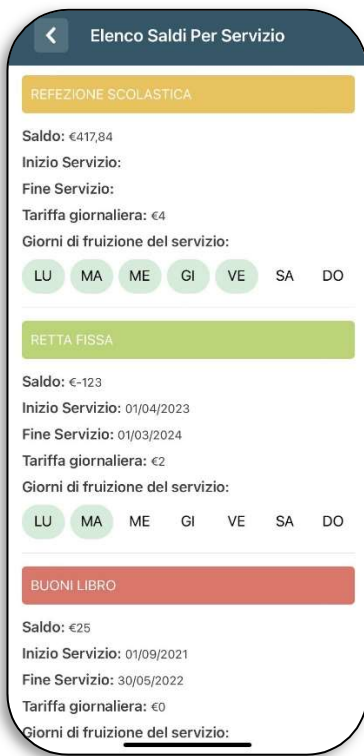 Elenco Saldi Per Servizio
REFEZIONE SCOLASTICA
Saldo: €417,84
Inizio Servizio:
Fine Servizio:
Tariffa giornaliera: €4
Giorni di fruizione del servizio:
LU MA ME GI VE SA DO
RETTA FISSA
Saldo: €-123
Inizio Servizio: 01/04/2023
Fine Servizio: 01/03/2024
Tariffa giornaliera: €2
Giorni di fruizione del servizio:
LU MA ME GI VE SA DO
BUONI LIBRO
Saldo: €25
Inizio Servizio: 01/09/2021
Fine Servizio: 30/05/2022
Tariffa giornaliera: €0
Giorni di fruizione del servizio: